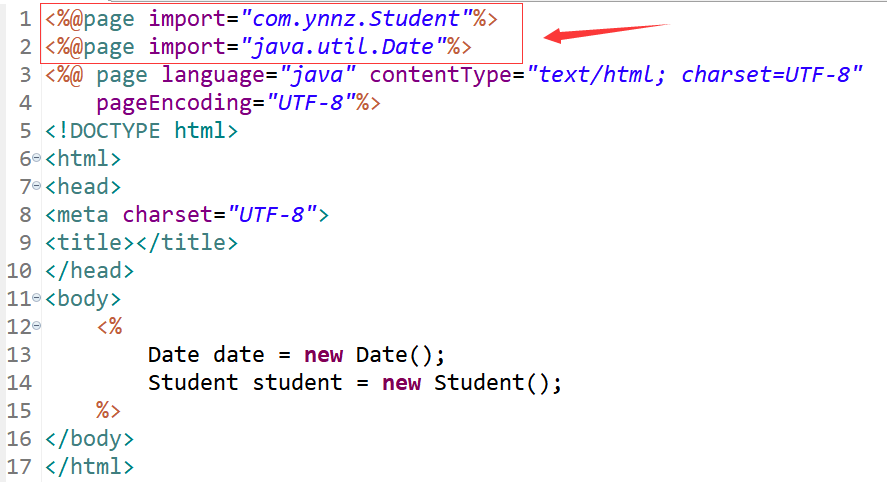 1 <%@page import="com.ynnz.Student"%>
2 <%@page import="java.util.Date"%>
3 <%@ page language="java" contentType="text/html; charset=UTF-8"
4     pageEncoding="UTF-8"%>
5 <!DOCTYPE html>
6 <html>
7 <head>
8 <meta charset="UTF-8">
9 <title></title>
10 </head>
11 <body>
12     <%
13         Date date = new Date();
14         Student student = new Student();
15     %>
16 </body>
17 </html>